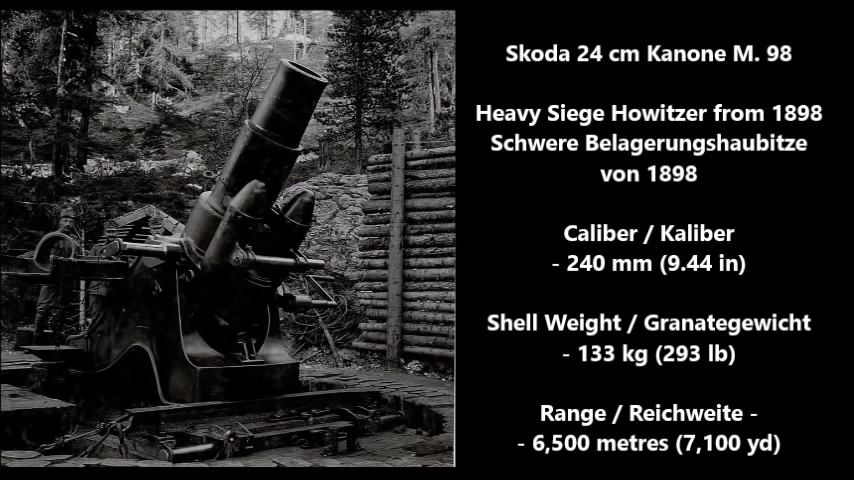 Skoda 24 cm Kanone M. 98
Heavy Siege Howitzer from 1898
Schwere Belagerungshaubitze
von 1898
Caliber / Kaliber
- 240 mm (9.44 in)
Shell Weight / Granategewicht
- 133 kg (293 lb)
Range / Reichweite -
- 6,500 metres (7,100 yd)